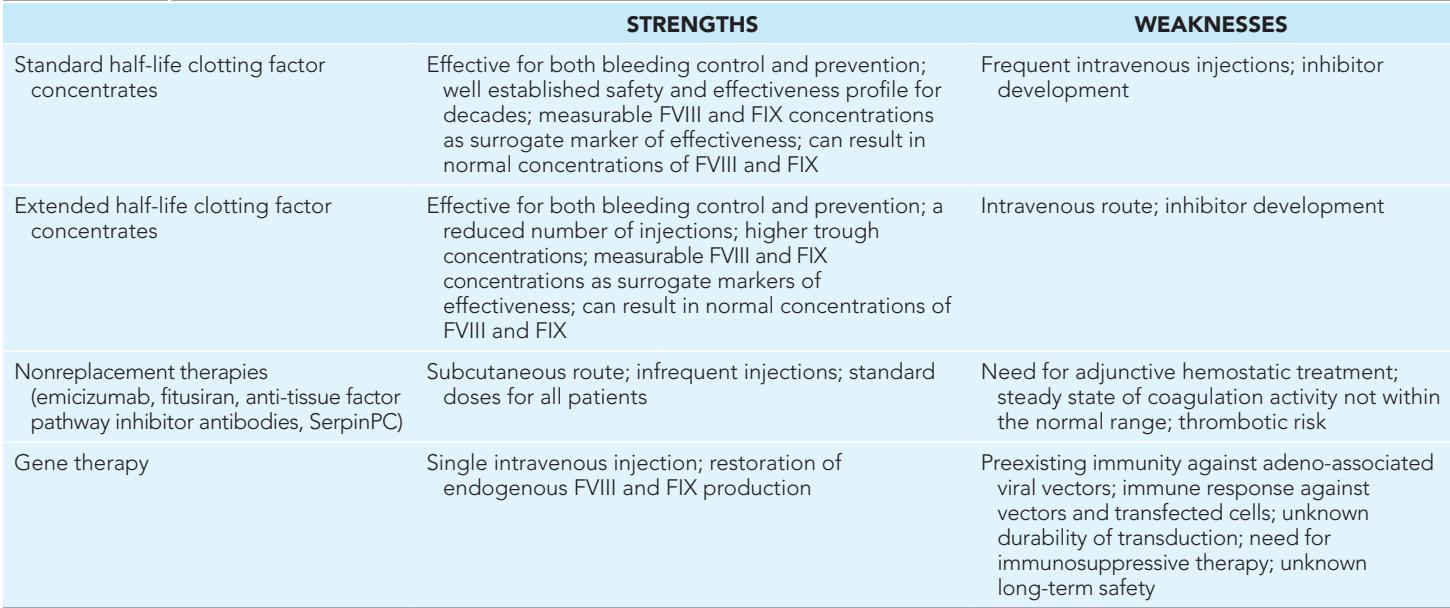 STRENGTHS WEAKNESSES
Standard half-life clotting factor
concentrates
Effective for both bleeding control and prevention;
well established safety and effectiveness profile for
decades; measurable FVIII and FIX concentrations
as surrogate marker of effectiveness; can result in
normal concentrations of FVIII and FIX
Frequent intravenous injections; inhibitor
development
Extended half-life clotting factor
concentrates
Effective for both bleeding control and prevention; a
reduced number of injections; higher trough
concentrations; measurable FVIII and FIX
concentrations as surrogate markers of
effectiveness; can result in normal concentrations of
FVIII and FIX
Intravenous route; inhibitor development
Nonreplacement therapies
(emicizumab, fitusiran, anti-tissue factor
pathway inhibitor antibodies, SerpinPC)
Subcutaneous route; infrequent injections; standard
doses for all patients
Need for adjunctive hemostatic treatment;
steady state of coagulation activity not within
the normal range; thrombotic risk
Gene therapy
Single intravenous injection; restoration of
endogenous FVIII and FIX production
Preexisting immunity against adeno-associated
viral vectors; immune response against
vectors and transfected cells; unknown
durability of transduction; need for
immunosuppressive therapy; unknown
long-term safety